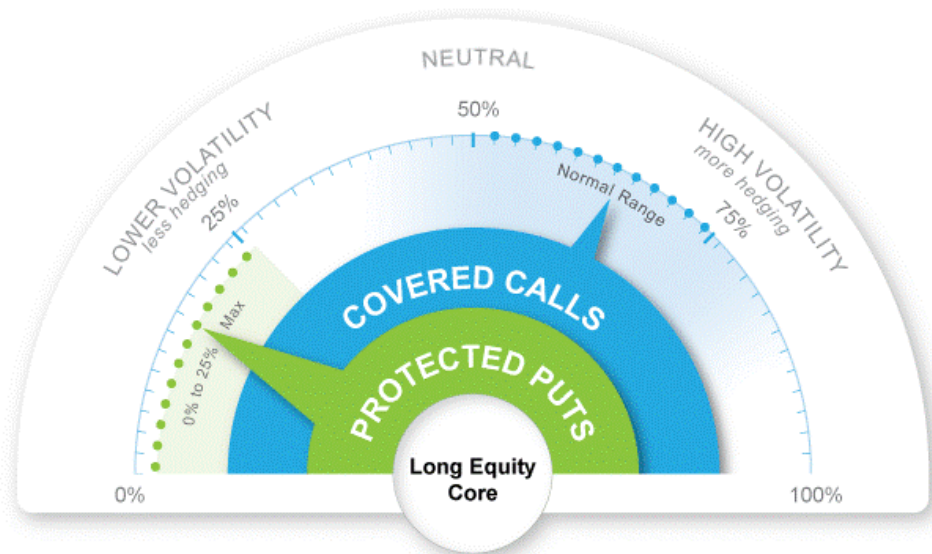 NEUTRAL
LOWER VOLATILITY
less hedging
HIGH VOLATILITY
more hedging
50%
25%
75%
Normal Range
0% to 25% Max
COVERED CALLS
PROTECTED PUTS
Long Equity
Core
0%
100%